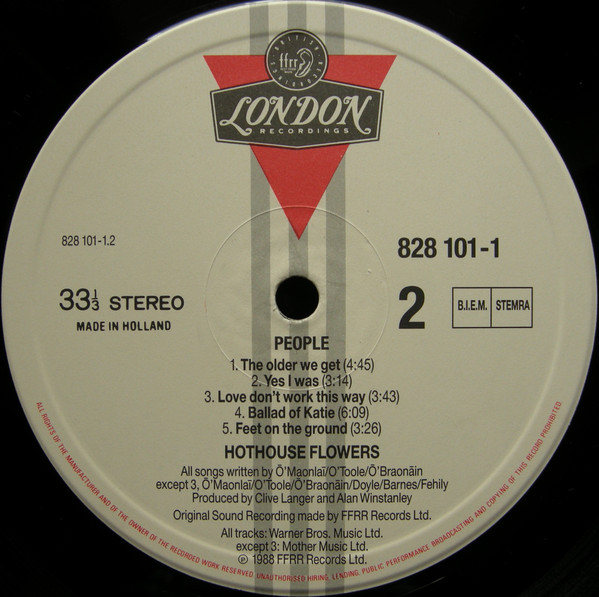 BRITISH RECORDINGS
ffrr
LONDON
RECORDINGS
828 101-1.2
828 101-1
33⅓ STEREO
MADE IN HOLLAND
2
B.I.E.M.
STEMRA
PEOPLE
1. The older we get (4:45)
2. Yes I was (3:14)
3. Love don't work this way (3:43)
4. Ballad of Katie (6:09)
5. Feet on the ground (3:26)
HOTHOUSE FLOWERS
All songs written by Õ'Maonlaï/O'Toole/Õ'Braonäin
except 3, Õ'Maonlaï/O'Toole/Õ'Braonäin/Doyle/Barnes/Fehily
Produced by Clive Langer and Alan Winstanley
Original Sound Recording made by FFRR Records Ltd.
All tracks: Warner Bros. Music Ltd.
except 3: Mother Music Ltd.
℗ 1988 FFRR Records Ltd.
ALL RIGHTS OF THE MANUFACTURER AND OF THE OWNER OF THE RECORDED WORK RESERVED. UNAUTHORISED HIRING, LENDING, PUBLIC PERFORMANCE, BROADCASTING AND COPYING OF THIS RECORD PROHIBITED.